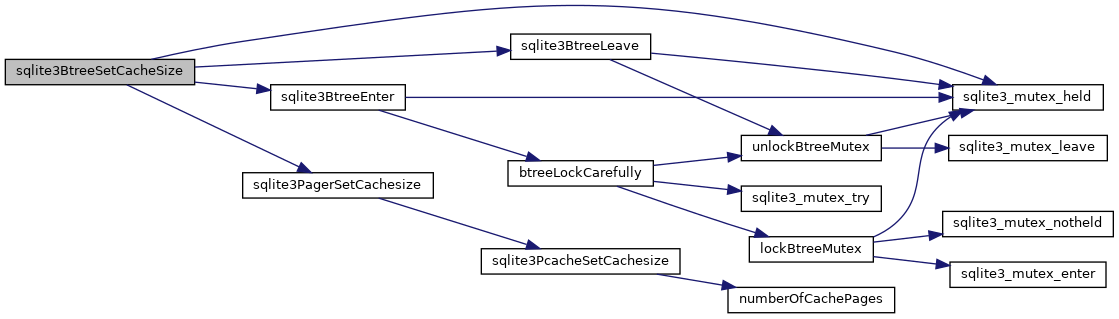 sqlite3BtreeSetCacheSize
sqlite3BtreeLeave
sqlite3BtreeEnter
sqlite3_mutex_held
unlockBtreeMutex
sqlite3_mutex_leave
btreeLockCarefully
sqlite3PagerSetCachesize
sqlite3_mutex_try
sqlite3_mutex_notheld
lockBtreeMutex
sqlite3PcacheSetCachesize
sqlite3_mutex_enter
numberOfCachePages